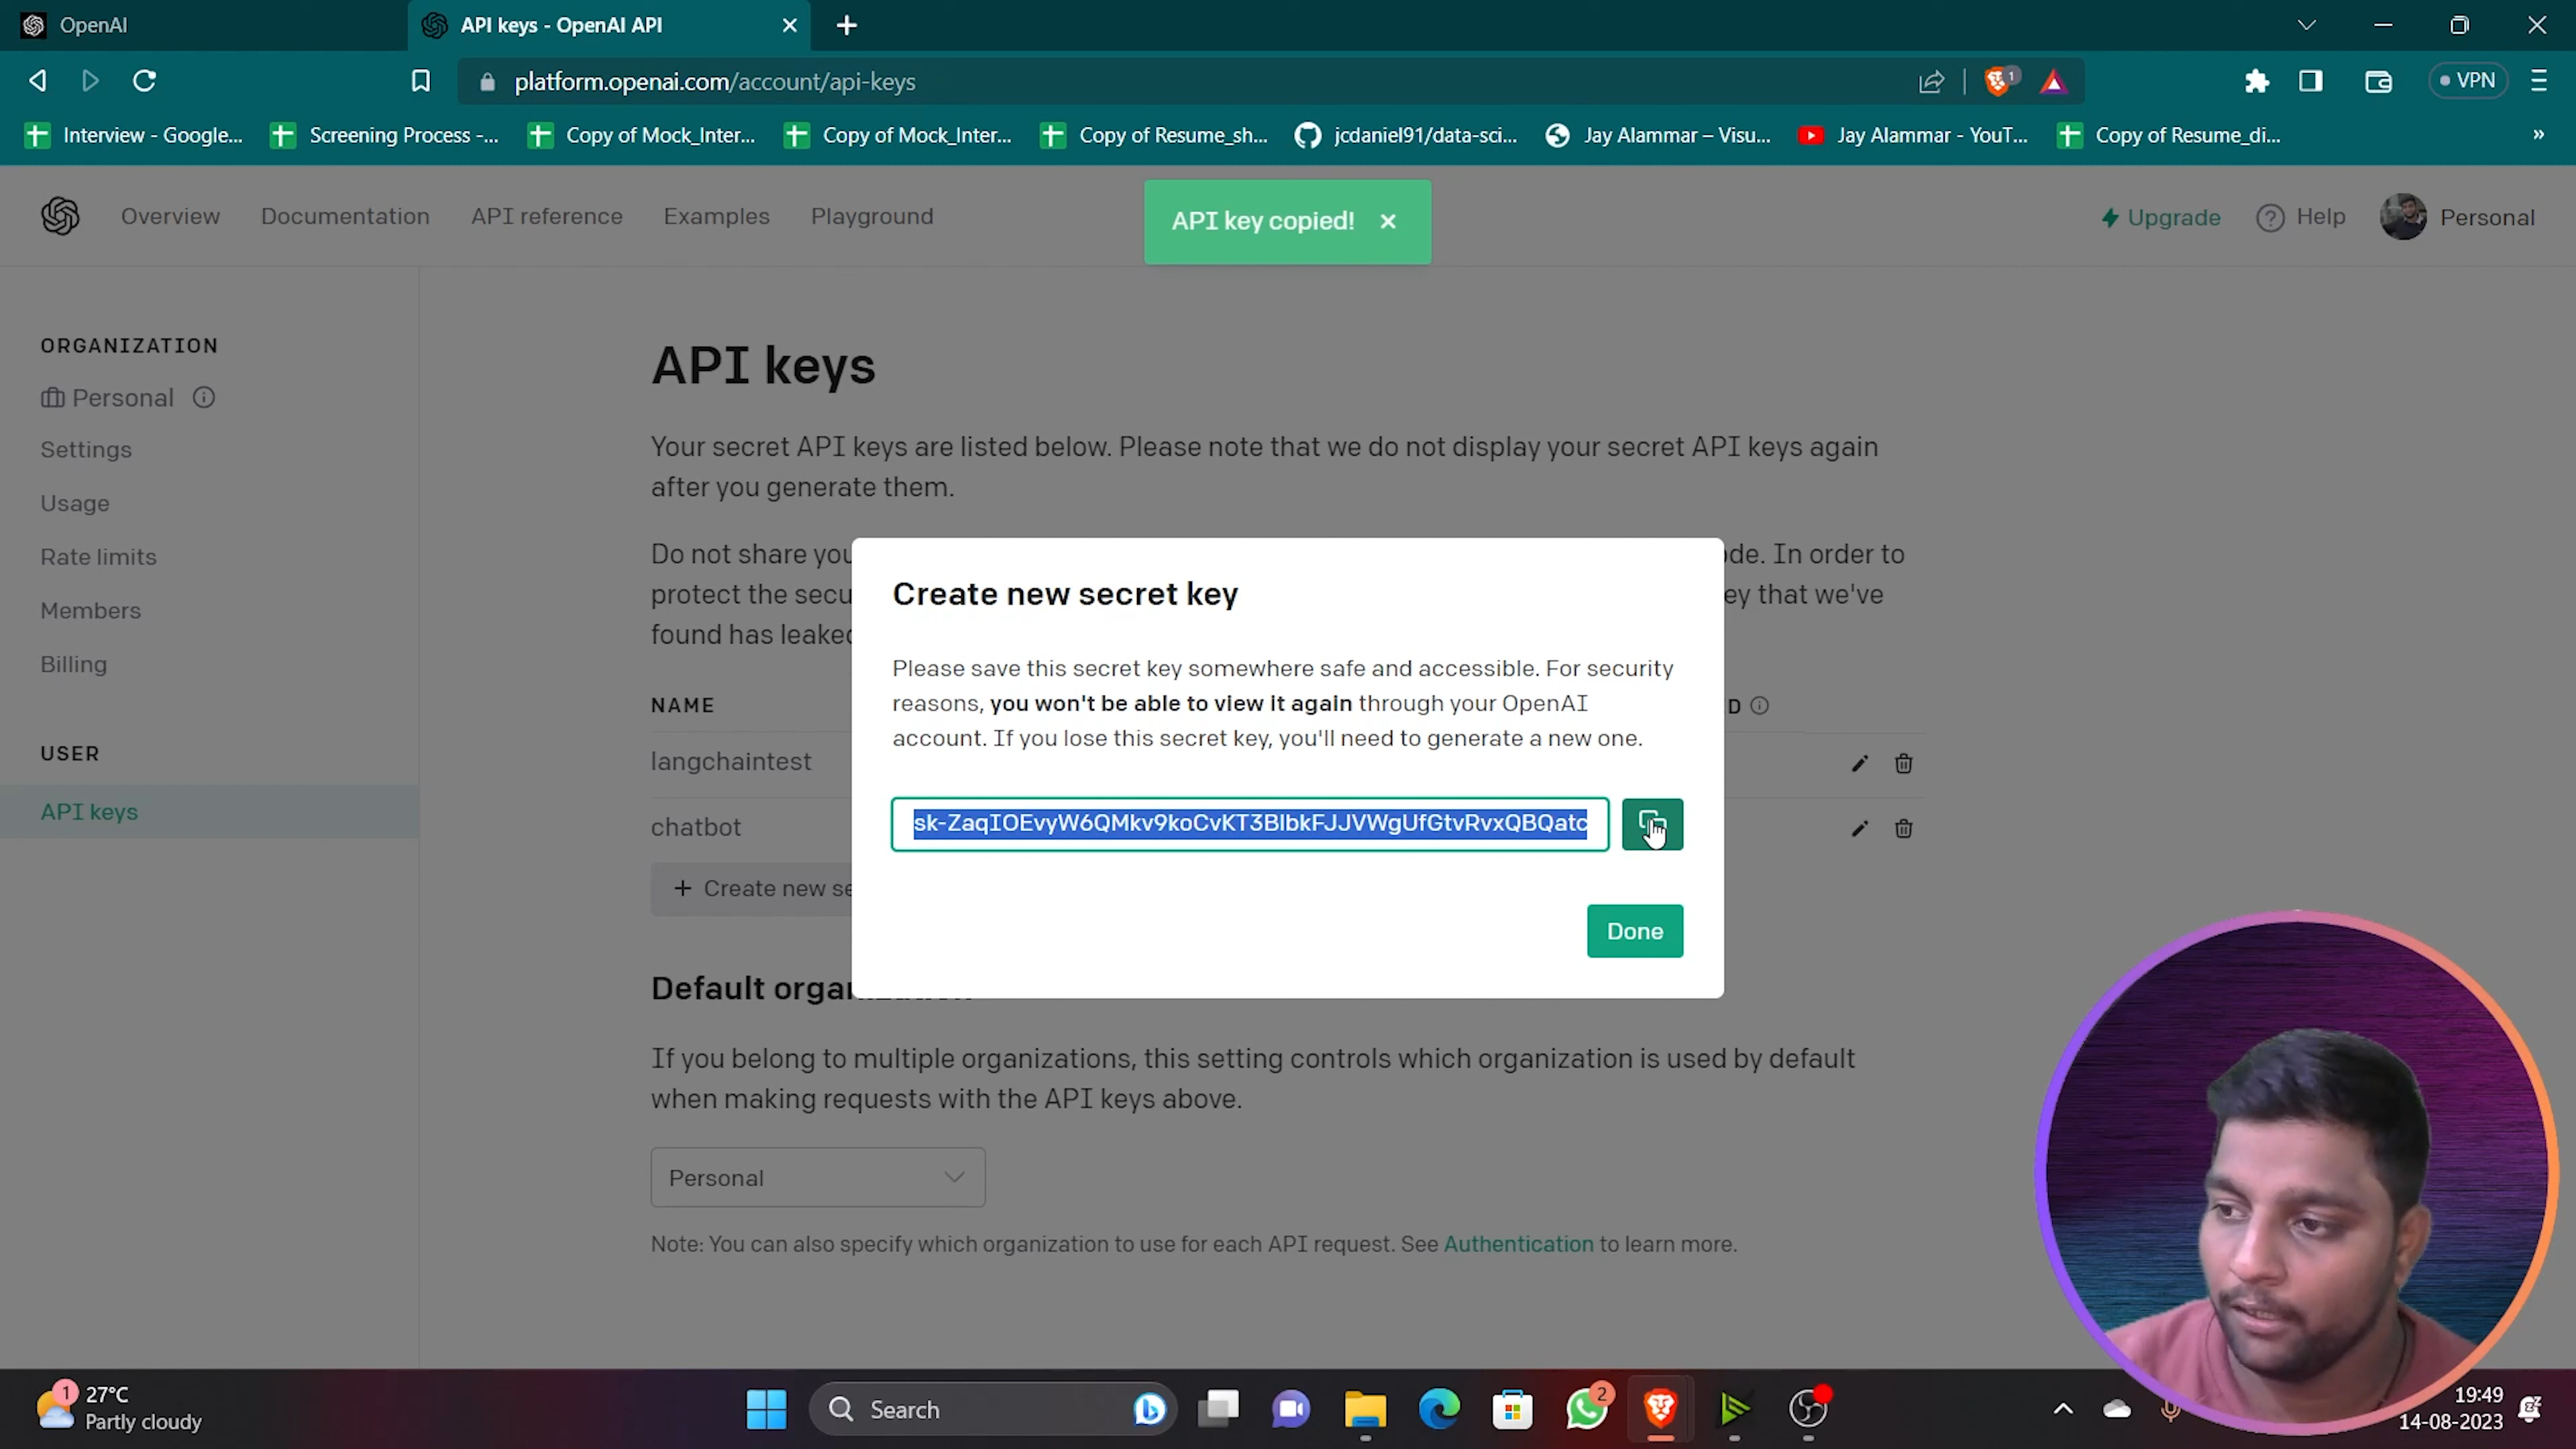 OpenAI
API keys - OpenAI API
platform.openai.com/account/api-keys
1
VPN
Interview - Google...
Screening Process -...
Copy of Mock_Inter...
Copy of Mock_Inter...
Copy of Resume_sh...
jcdaniel91/data-sci...
Jay Alammar – Visu...
Jay Alammar - YouT...
Copy of Resume_di...
»
Overview
Documentation
API reference
Examples
Playground
API key copied!
Upgrade
Help
Personal
ORGANIZATION
Personal
Settings
Usage
Rate limits
Members
Billing
USER
API keys
API keys
Your secret API keys are listed below. Please note that we do not display your secret API keys again
after you generate them.
Do not share you
de. In order to
protect the secu
ey that we've
found has leaked
NAME
D
langchaintest
chatbot
+ Create new se
Create new secret key
Please save this secret key somewhere safe and accessible. For security
reasons, you won't be able to view it again through your OpenAI
account. If you lose this secret key, you'll need to generate a new one.
[secret API key omitted]
Done
Default organization
If you belong to multiple organizations, this setting controls which organization is used by default
when making requests with the API keys above.
Personal
Note: You can also specify which organization to use for each API request. See Authentication to learn more.
1
27°C
Partly cloudy
Search
2
19:49
14-08-2023